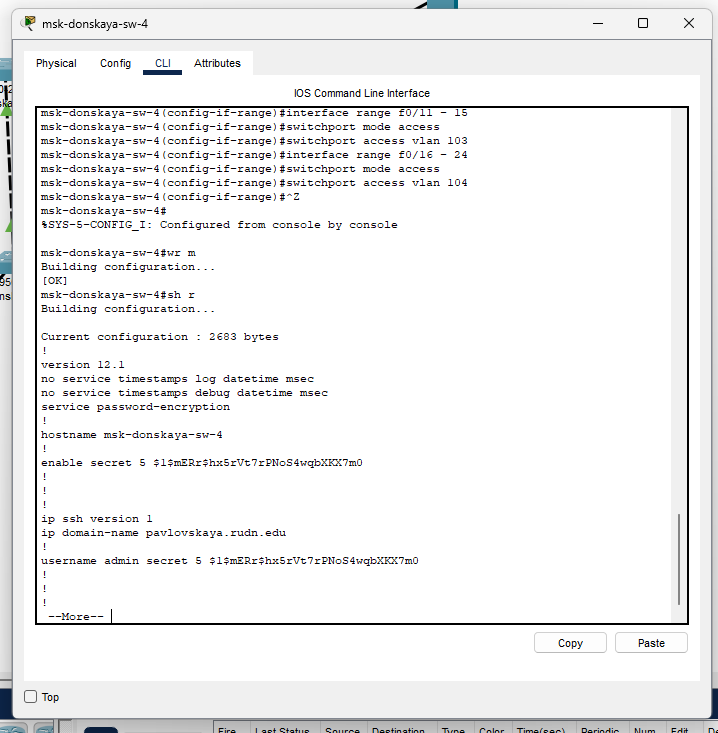 msk-donskaya-sw-4
Physical Config CLI Attributes
IOS Command Line Interface
msk-donskaya-sw-4(config-if-range)#interface range f0/11 - 15
msk-donskaya-sw-4(config-if-range)#switchport mode access
msk-donskaya-sw-4(config-if-range)#switchport access vlan 103
msk-donskaya-sw-4(config-if-range)#interface range f0/16 - 24
msk-donskaya-sw-4(config-if-range)#switchport mode access
msk-donskaya-sw-4(config-if-range)#switchport access vlan 104
msk-donskaya-sw-4(config-if-range)#^Z
msk-donskaya-sw-4#
%SYS-5-CONFIG_I: Configured from console by console
msk-donskaya-sw-4#wr m
Building configuration...
[OK]
msk-donskaya-sw-4#sh r
Building configuration...
Current configuration : 2683 bytes
!
version 12.1
no service timestamps log datetime msec
no service timestamps debug datetime msec
service password-encryption
!
hostname msk-donskaya-sw-4
!
enable secret 5 $1$mERr$hx5rVt7rPNoS4wqbXKX7m0
!
!
!
ip ssh version 1
ip domain-name pavlovskaya.rudn.edu
!
username admin secret 5 $1$mERr$hx5rVt7rPNoS4wqbXKX7m0
!
!
!
--More--
Copy Paste
Top
Fire Last Status Source Destination Type Color Time(sec) Periodic Num Edit